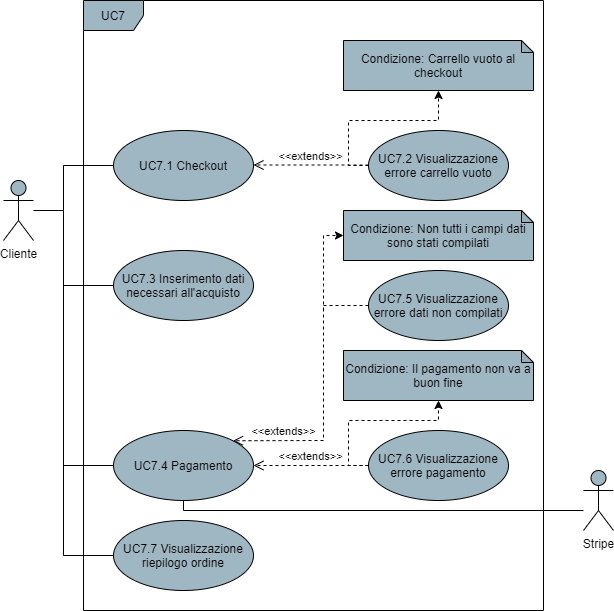 UC7
Condizione: Carrello vuoto al
checkout
<<extends>>
UC7.1 Checkout
UC7.2 Visualizzazione
errore carrello vuoto
Cliente
Condizione: Non tutti i campi dati
sono stati compilati
UC7.3 Inserimento dati
necessari all'acquisto
UC7.5 Visualizzazione
errore dati non compilati
Condizione: Il pagamento non va a
buon fine
<<extends>>
<<extends>>
UC7.4 Pagamento
UC7.6 Visualizzazione
errore pagamento
Stripe
UC7.7 Visualizzazione
riepilogo ordine